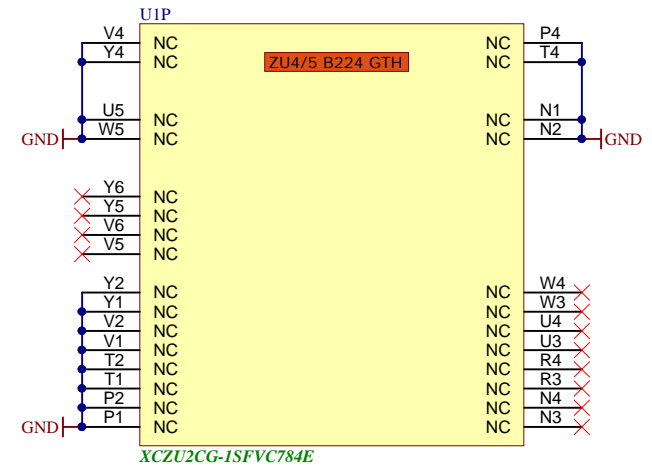 U1P
V4 NC ZU4/5 B224 GTH NC P4
Y4 NC NC T4
U5 NC NC N1
GND W5 NC NC N2 GND
Y6 NC
Y5 NC
V6 NC
V5 NC
Y2 NC NC W4
Y1 NC NC W3
V2 NC NC U4
V1 NC NC U3
T2 NC NC R4
T1 NC NC R3
P2 NC NC N4
GND P1 NC NC N3
XCZU2CG-1SFVC784E